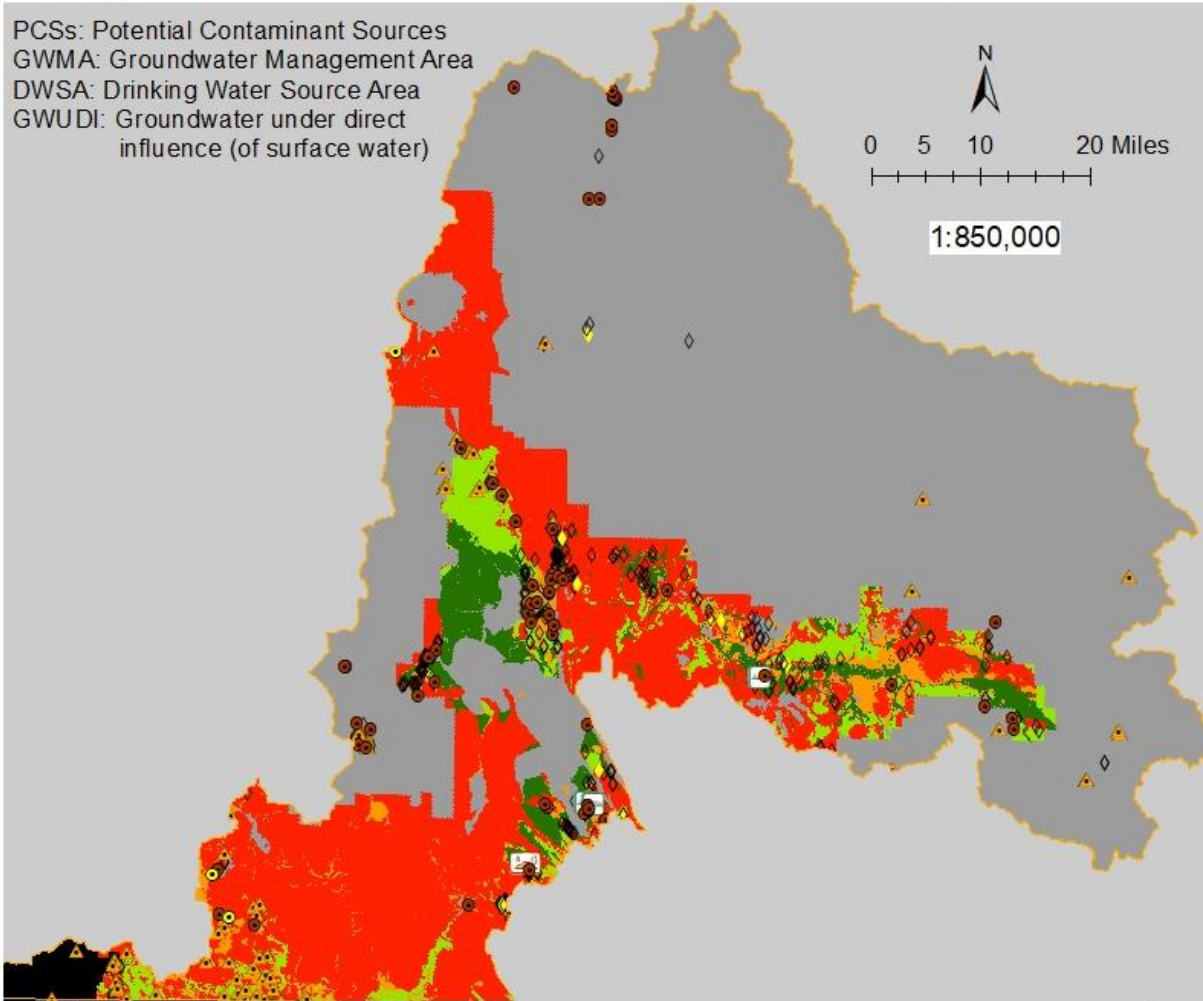 PCSs: Potential Contaminant Sources
GWMA: Groundwater Management Area
DWSA: Drinking Water Source Area
GWUDI: Groundwater under direct
influence (of surface water)
N
0 5 10 20 Miles
1:850,000